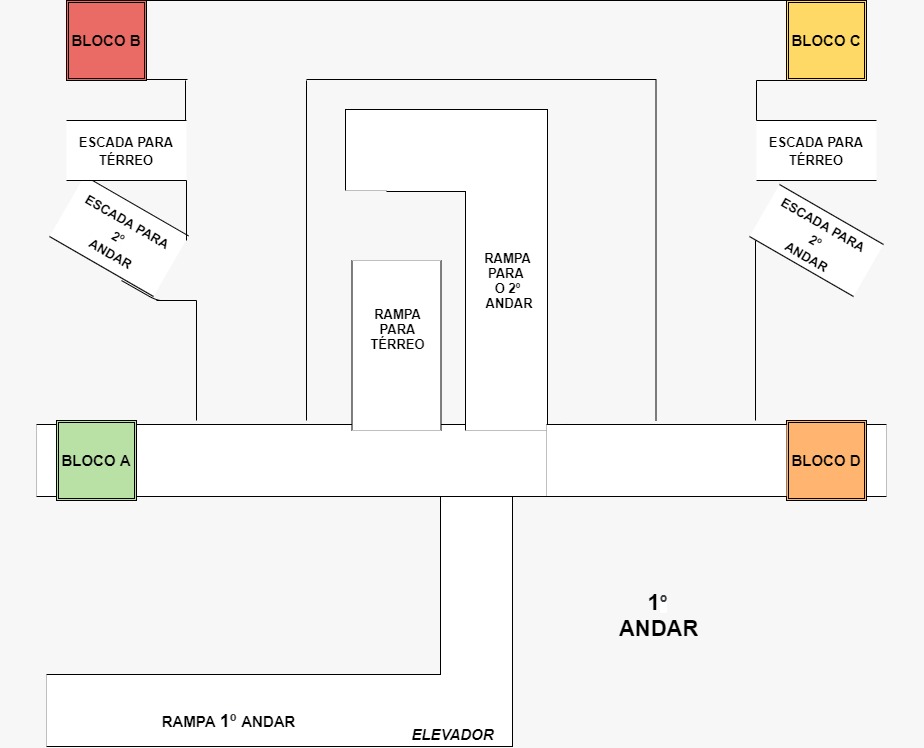 BLOCO B
BLOCO C
ESCADA PARA
TÉRREO
ESCADA PARA
TÉRREO
ESCADA PARA
2º
ANDAR
ESCADA PARA
2º
ANDAR
RAMPA
PARA
O 2º
ANDAR
RAMPA
PARA
TÉRREO
BLOCO A
BLOCO D
1º
ANDAR
RAMPA 1º ANDAR
ELEVADOR